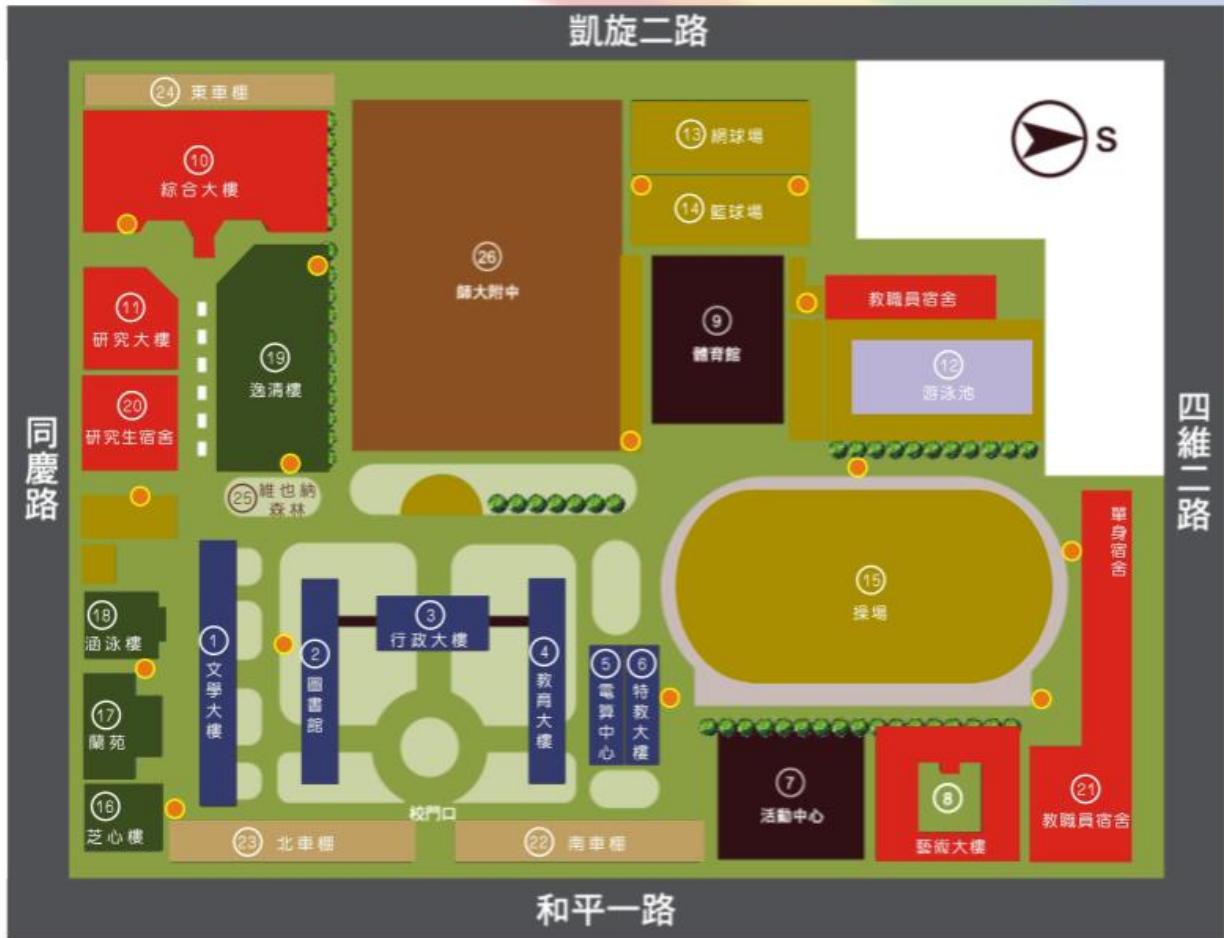 凱旋二路
24 東車棚
10
綜合大樓
13 網球場
S
14 籃球場
26
師大附中
11
研究大樓
9
體育館
教職員宿舍
19
逸清樓
12
游泳池
20
研究生宿舍
同慶路
四維二路
25 維也納
森林
單身宿舍
18
涵泳樓
1 文學大樓
2 圖書館
3
行政大樓
4 教育大樓
5 電算中心
6 特教大樓
15
操場
17
蘭苑
16
芝心樓
7
活動中心
8
藝術大樓
21
教職員宿舍
校門口
23 北車棚
22 南車棚
和平一路